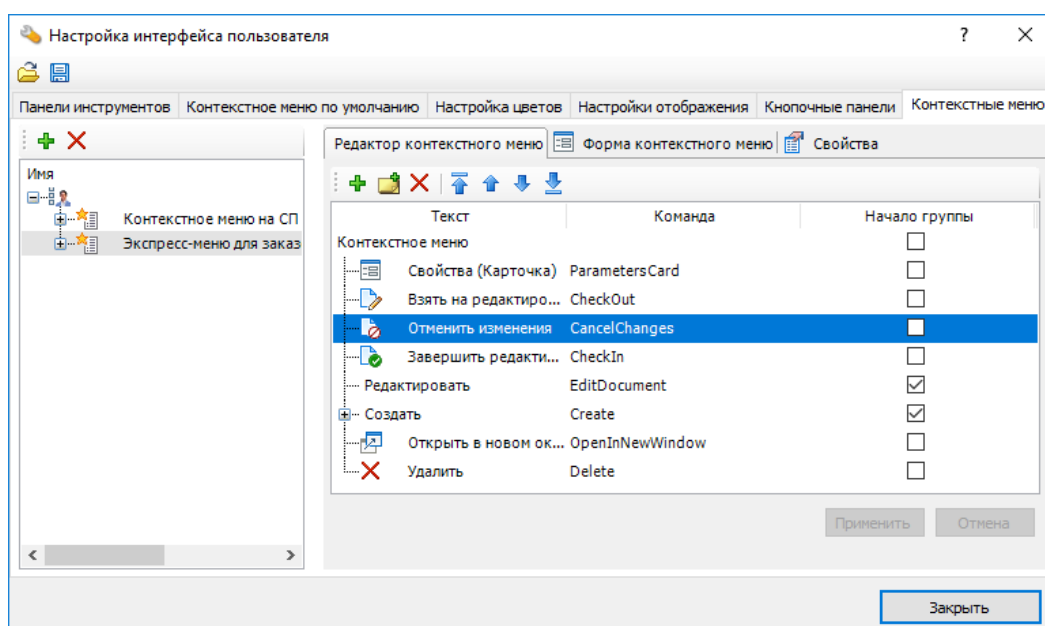 Настройка интерфейса пользователя ?
Панели инструментов Контекстное меню по умолчанию Настройка цветов Настройки отображения Кнопочные панели Контекстные меню
Редактор контекстного меню Форма контекстного меню Свойства
Имя
Контекстное меню на СП
Экспресс-меню для заказ
Текст Команда Начало группы
Контекстное меню
Свойства (Карточка) ParametersCard
Взять на редактиро... CheckOut
Отменить изменения CancelChanges
Завершить редакти... CheckIn
Редактировать EditDocument
Создать Create
Открыть в новом ок... OpenInNewWindow
Удалить Delete
Применить Отмена
Закрыть